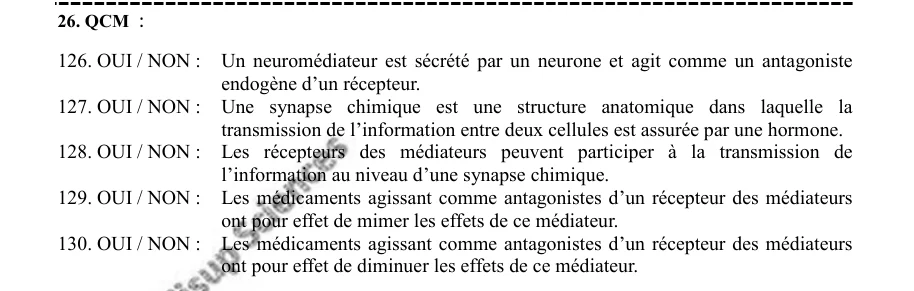 26. QCM :
126. OUI / NON : Un neuromédiateur est sécrété par un neurone et agit comme un antagoniste
endogène d’un récepteur.
127. OUI / NON : Une synapse chimique est une structure anatomique dans laquelle la
transmission de l’information entre deux cellules est assurée par une hormone.
128. OUI / NON : Les récepteurs des médiateurs peuvent participer à la transmission de
l’information au niveau d’une synapse chimique.
129. OUI / NON : Les médicaments agissant comme antagonistes d’un récepteur des médiateurs
ont pour effet de mimer les effets de ce médiateur.
130. OUI / NON : Les médicaments agissant comme antagonistes d’un récepteur des médiateurs
ont pour effet de diminuer les effets de ce médiateur.